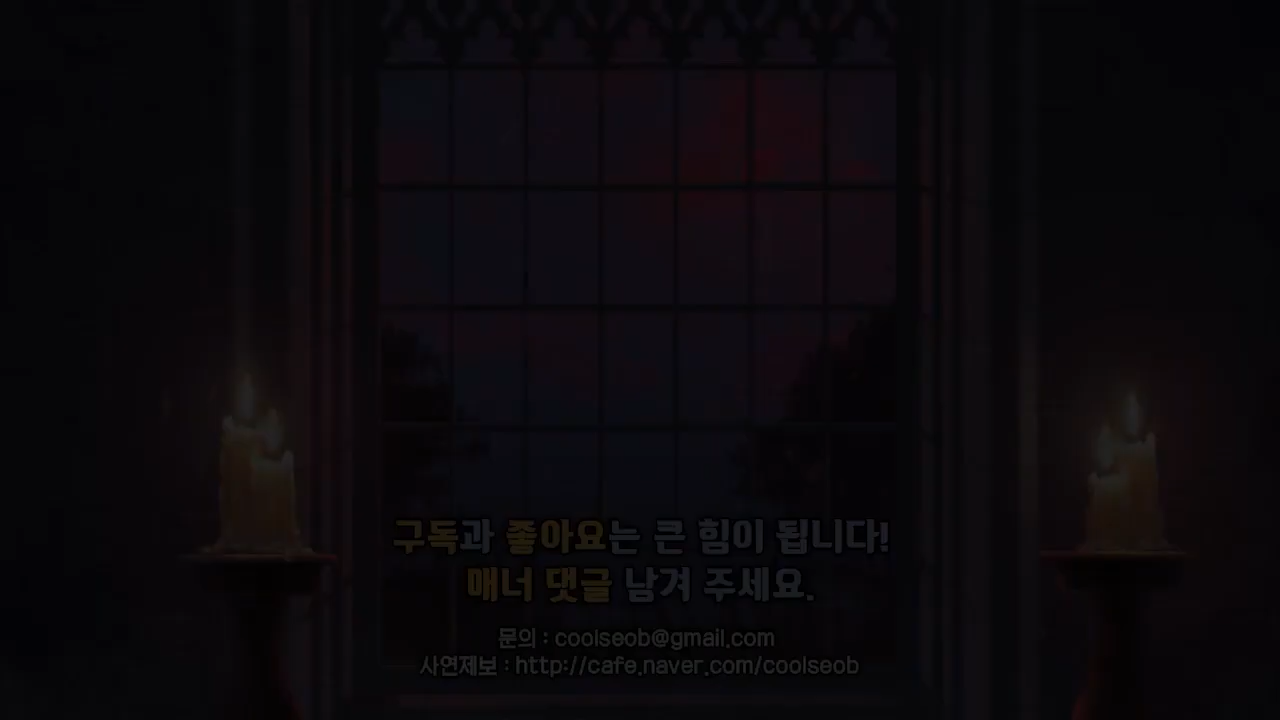 구독과 좋아요는 큰 힘이 됩니다!
매너 댓글 남겨 주세요.
문의 : coolseob@gmail.com
사연제보 : http://cafe.naver.com/coolseob